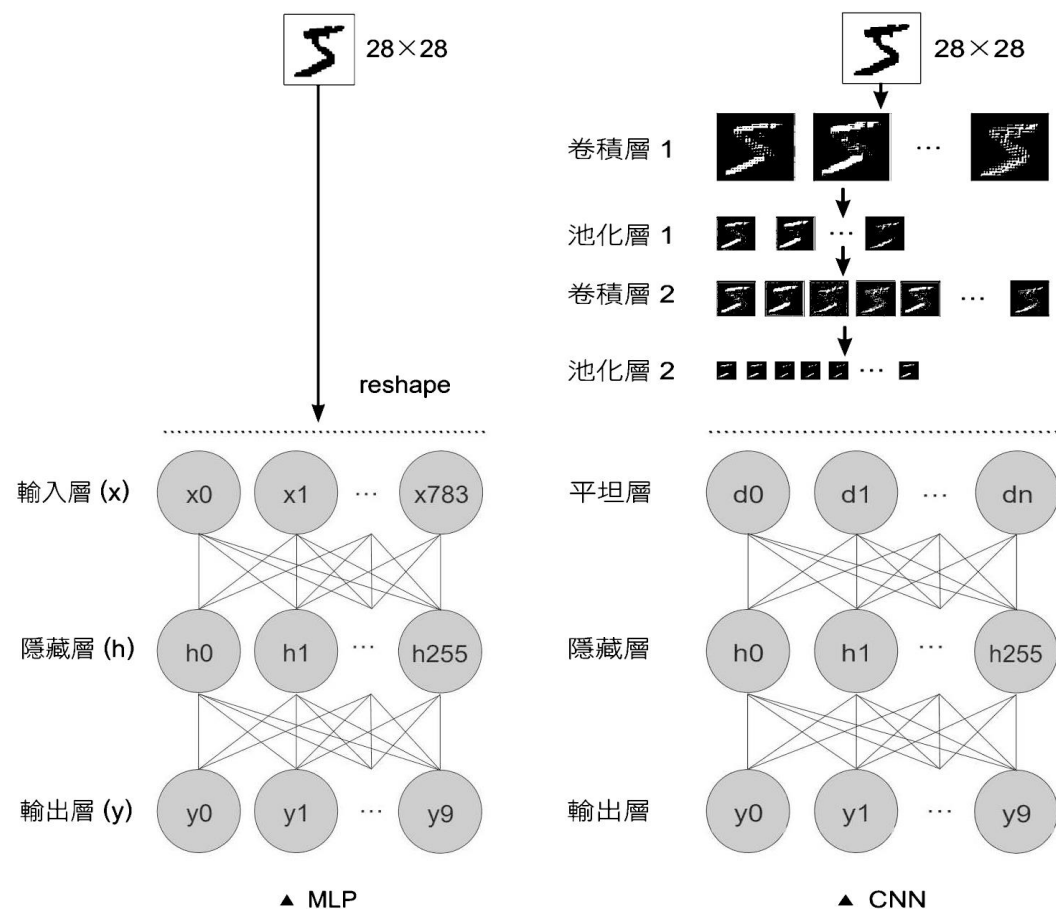 28×28
reshape
輸入層 (x)
x0 x1 ... x783
隱藏層 (h)
h0 h1 ... h255
輸出層 (y)
y0 y1 ... y9
▲ MLP
28×28
卷積層 1
...
池化層 1
...
卷積層 2
...
池化層 2
...
平坦層
d0 d1 ... dn
隱藏層
h0 h1 ... h255
輸出層
y0 y1 ... y9
▲ CNN